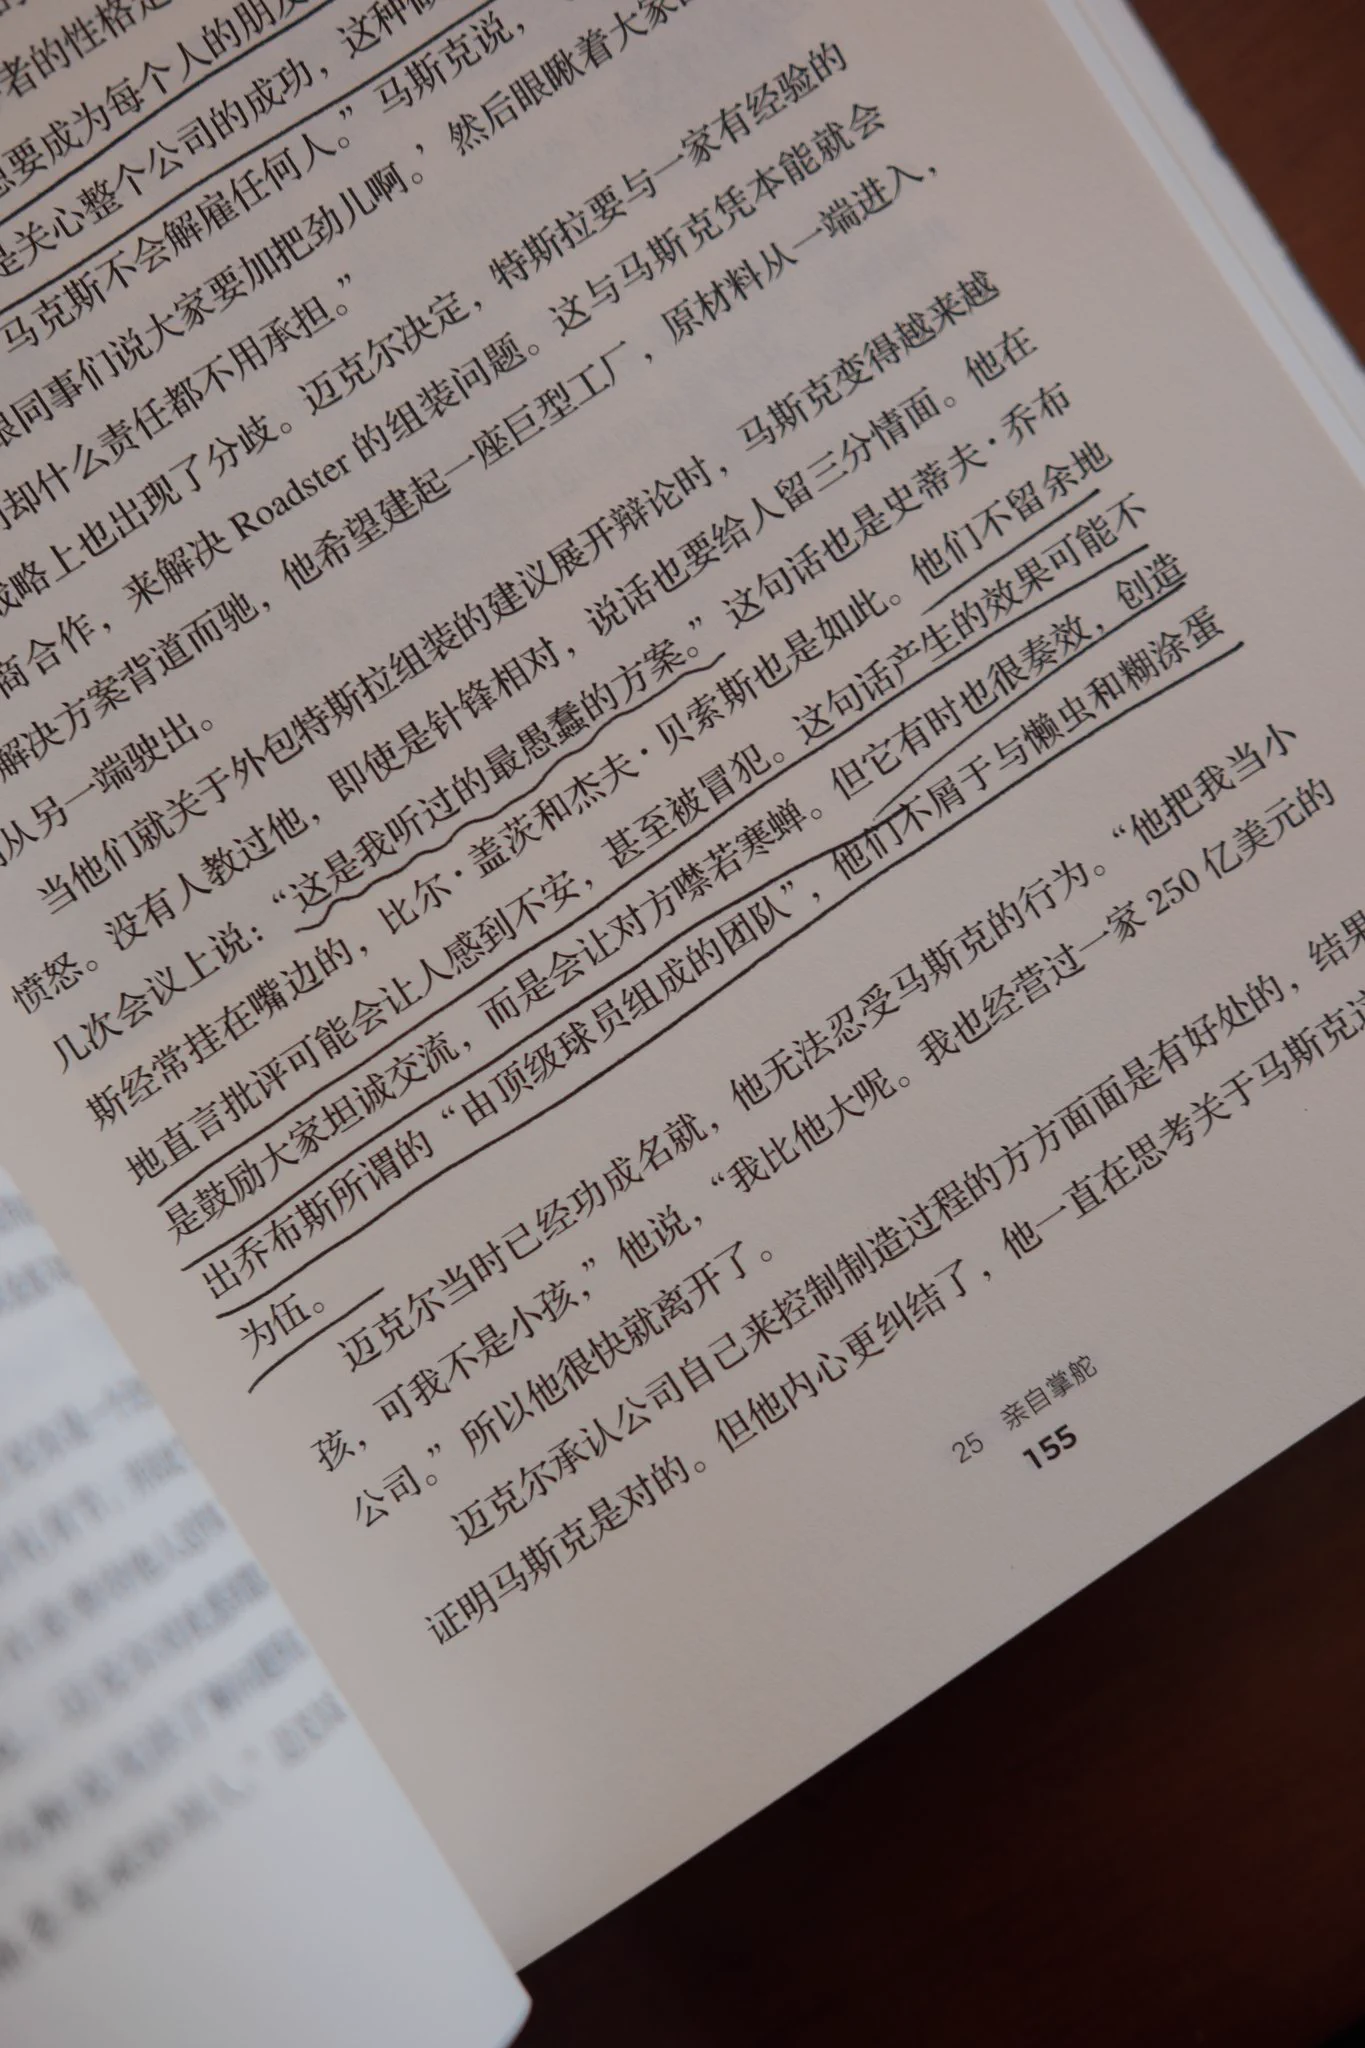 者的性格是
想要成为每个人的朋友
是关心整个公司的成功，这种
马克斯不会解雇任何人。”马斯克说，
跟同事们说大家要加把劲儿啊。，然后眼瞅着大家
却什么责任都不用承担。”
战略上也出现了分歧。迈克尔决定，特斯拉要与一家有经验的
商合作，来解决 Roadster 的组装问题。这与马斯克凭本能就会
解决方案背道而驰，他希望建起一座巨型工厂，原材料从一端进入，
从另一端驶出。
当他们就关于外包特斯拉组装的建议展开辩论时，马斯克变得越来越
愤怒。没有人教过他，即使是针锋相对，说话也要给人留三分情面。他在
几次会议上说：“这是我听过的最愚蠢的方案。”这句话也是史蒂夫·乔布
斯经常挂在嘴边的，比尔·盖茨和杰夫·贝索斯也是如此。他们不留余地
地直言批评可能会让人感到不安，甚至被冒犯。这句话产生的效果可能不
是鼓励大家坦诚交流，而是会让对方噤若寒蝉。但它有时也很奏效，创造
出乔布斯所谓的“由顶级球员组成的团队”，他们不屑于与懒虫和糊涂蛋
为伍。
迈克尔当时已经功成名就，他无法忍受马斯克的行为。“他把我当小
孩，可我不是小孩，”他说，“我比他大呢。我也经营过一家 250 亿美元的
公司。”所以他很快就离开了。
迈克尔承认公司自己来控制制造过程的方方面面是有好处的，结果
证明马斯克是对的。但他内心更纠结了，他一直在思考关于马斯克这
25 亲自掌舵
155